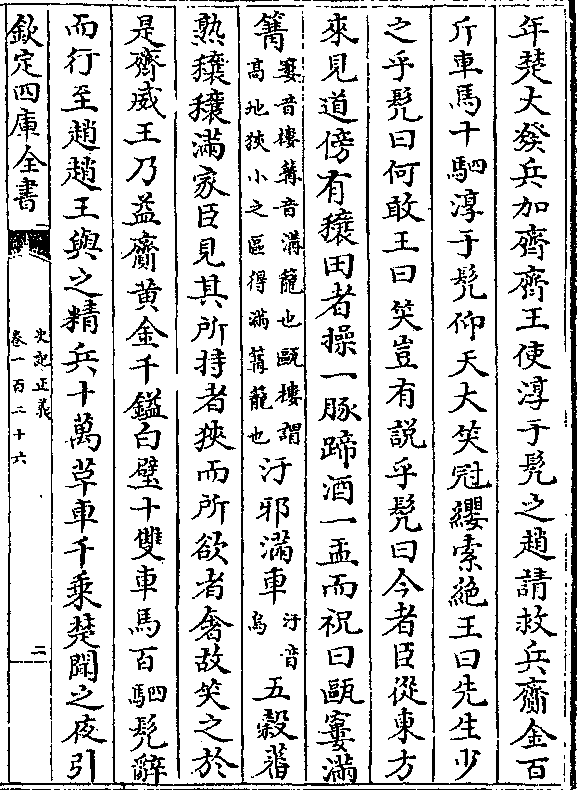 年楚大發兵加齊齊王使淳于髠之趙請救兵齎金百
斤車馬十駟淳于髠仰天大笑冠纓索絶王曰先生少
之乎髠曰何敢王曰笑豈有說乎髠曰今者臣從東方
來見道傍有穰田者操一豚蹄酒一盂而祝曰甌窶滿
篝窶音樓篝音溝籠也甌樓謂高地狹小之區得滿篝籠也汙邪滿車汙音烏五穀蕃
熟穰穰滿家臣見其所持者狹而所欲者奢故笑之於
是齊威王乃益齎黄金千鎰白璧十雙車馬百駟髠辭
而行至趙趙王與之精兵十萬革車千乘楚聞之夜引
欽定四庫全書
史記正義
卷一百二十六
二